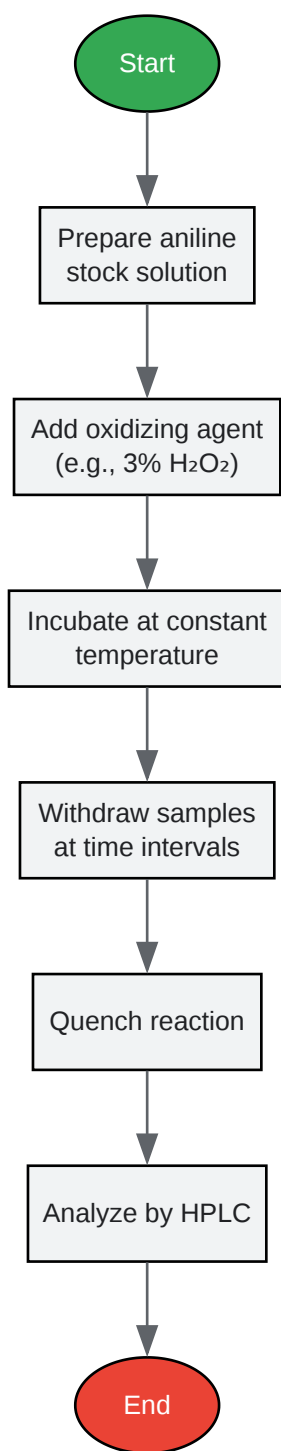 Start
Prepare aniline
stock solution
Add oxidizing agent
(e.g., 3% H₂O₂)
Incubate at constant
temperature
Withdraw samples
at time intervals
Quench reaction
Analyze by HPLC
End